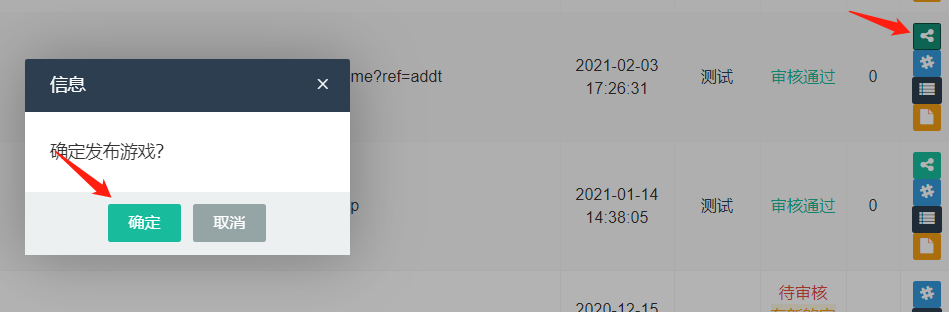 信息
×
确定发布游戏?
确定
取消
me?ref=addt
2021-02-03
17:26:31
测试
审核通过
0
p
2021-01-14
14:38:05
测试
审核通过
0
2020-12-15
待审核